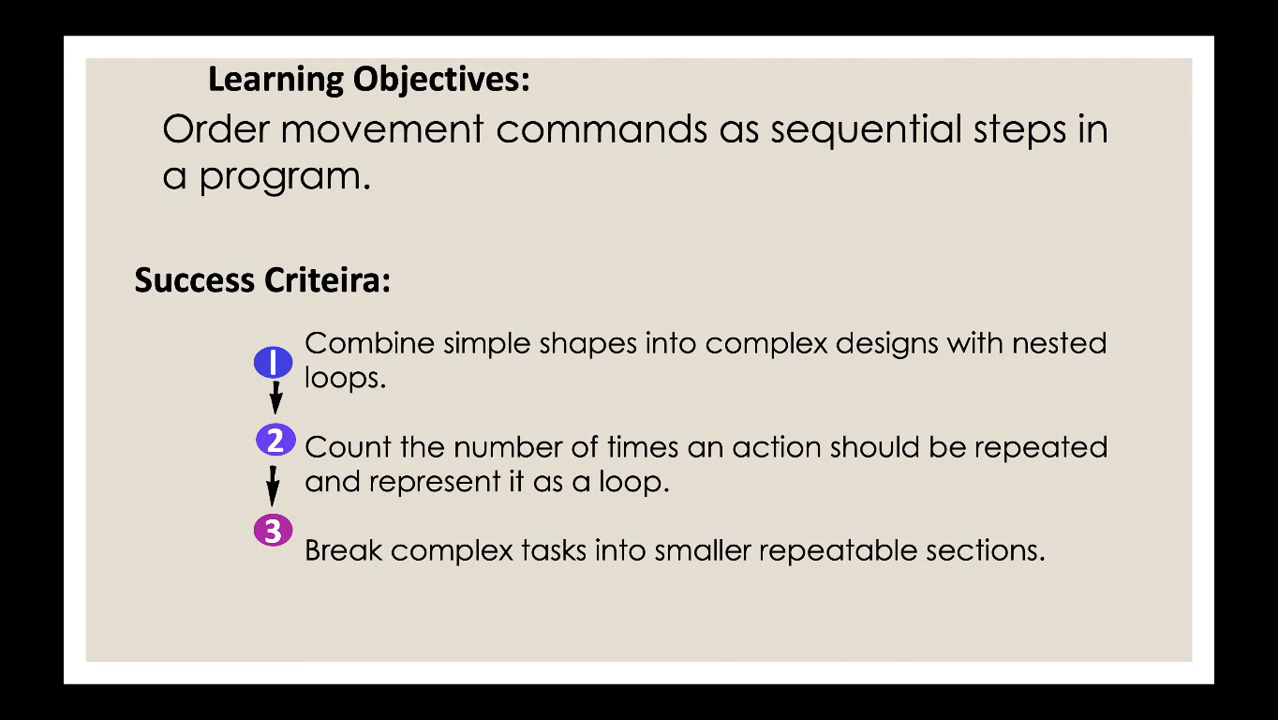 Learning Objectives:
Order movement commands as sequential steps in
a program.
Success Criteira:
1 Combine simple shapes into complex designs with nested
loops.
2 Count the number of times an action should be repeated
and represent it as a loop.
3 Break complex tasks into smaller repeatable sections.